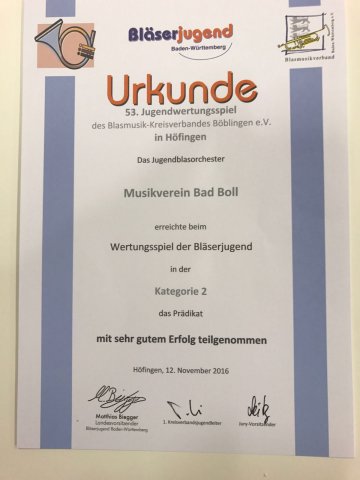 Bläserjugend
Baden-Württemberg
Blasmusikverband
Urkunde
53. Jugendwertungsspiel
des Blasmusik-Kreisverbandes Böblingen e.V.
in Höfingen
Das Jugendblasorchester
Musikverein Bad Boll
erreichte beim
Wertungsspiel der Bläserjugend
in der
Kategorie 2
das Prädikat
mit sehr gutem Erfolg teilgenommen
Höfingen, 12. November 2016
Matthias Biegger
Landesvorsitzender
Bläserjugend Baden-Württemberg
1. Kreisverbandsjugendleiter
Jury-Vorsitzender